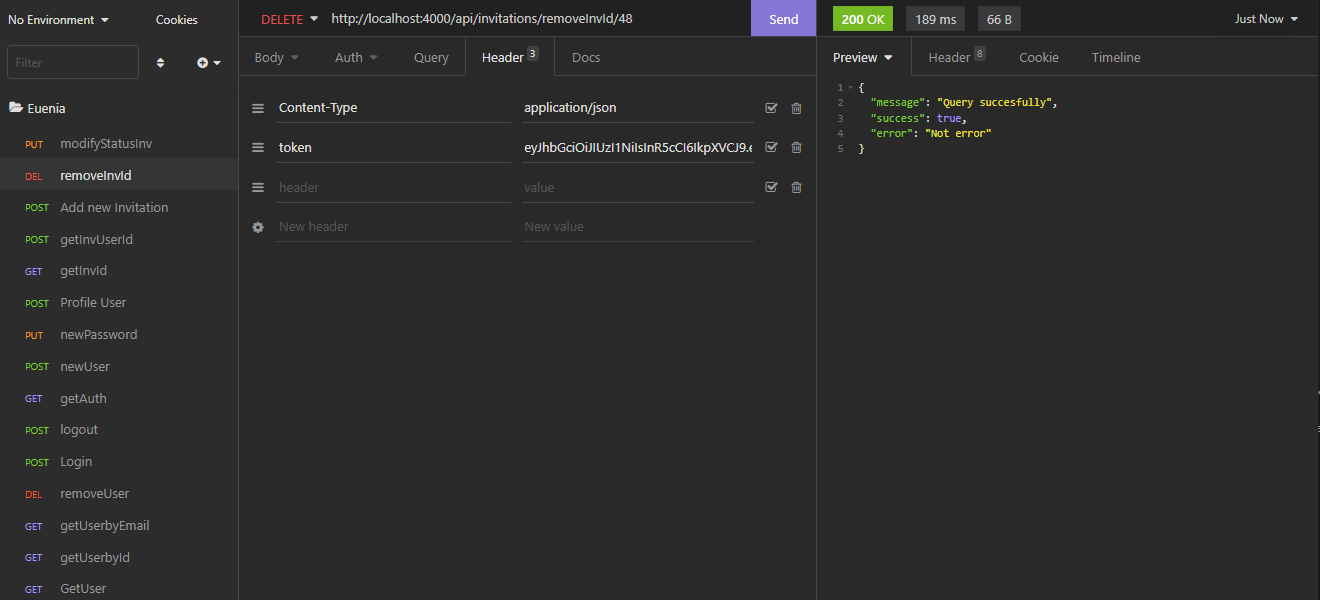 No Environment Cookies
Filter
Euenia
PUT modifyStatusInv
DEL removeInvId
POST Add new Invitation
POST getInvUserId
GET getInvId
POST Profile User
PUT newPassword
POST newUser
GET getAuth
POST logout
POST Login
DEL removeUser
GET getUserbyEmail
GET getUserbyId
GET GetUser
DELETE http://localhost:4000/api/invitations/removeInvId/48 Send
Body Auth Query Header 3 Docs
Content-Type application/json
token eyJhbGciOiJIUzI1NiIsInR5cCI6IkpXVCJ9.e
header value
New header New value
200 OK 189 ms 66 B Just Now
Preview Header 8 Cookie Timeline
1 {
2 "message": "Query succesfully",
3 "success": true,
4 "error": "Not error"
5 }